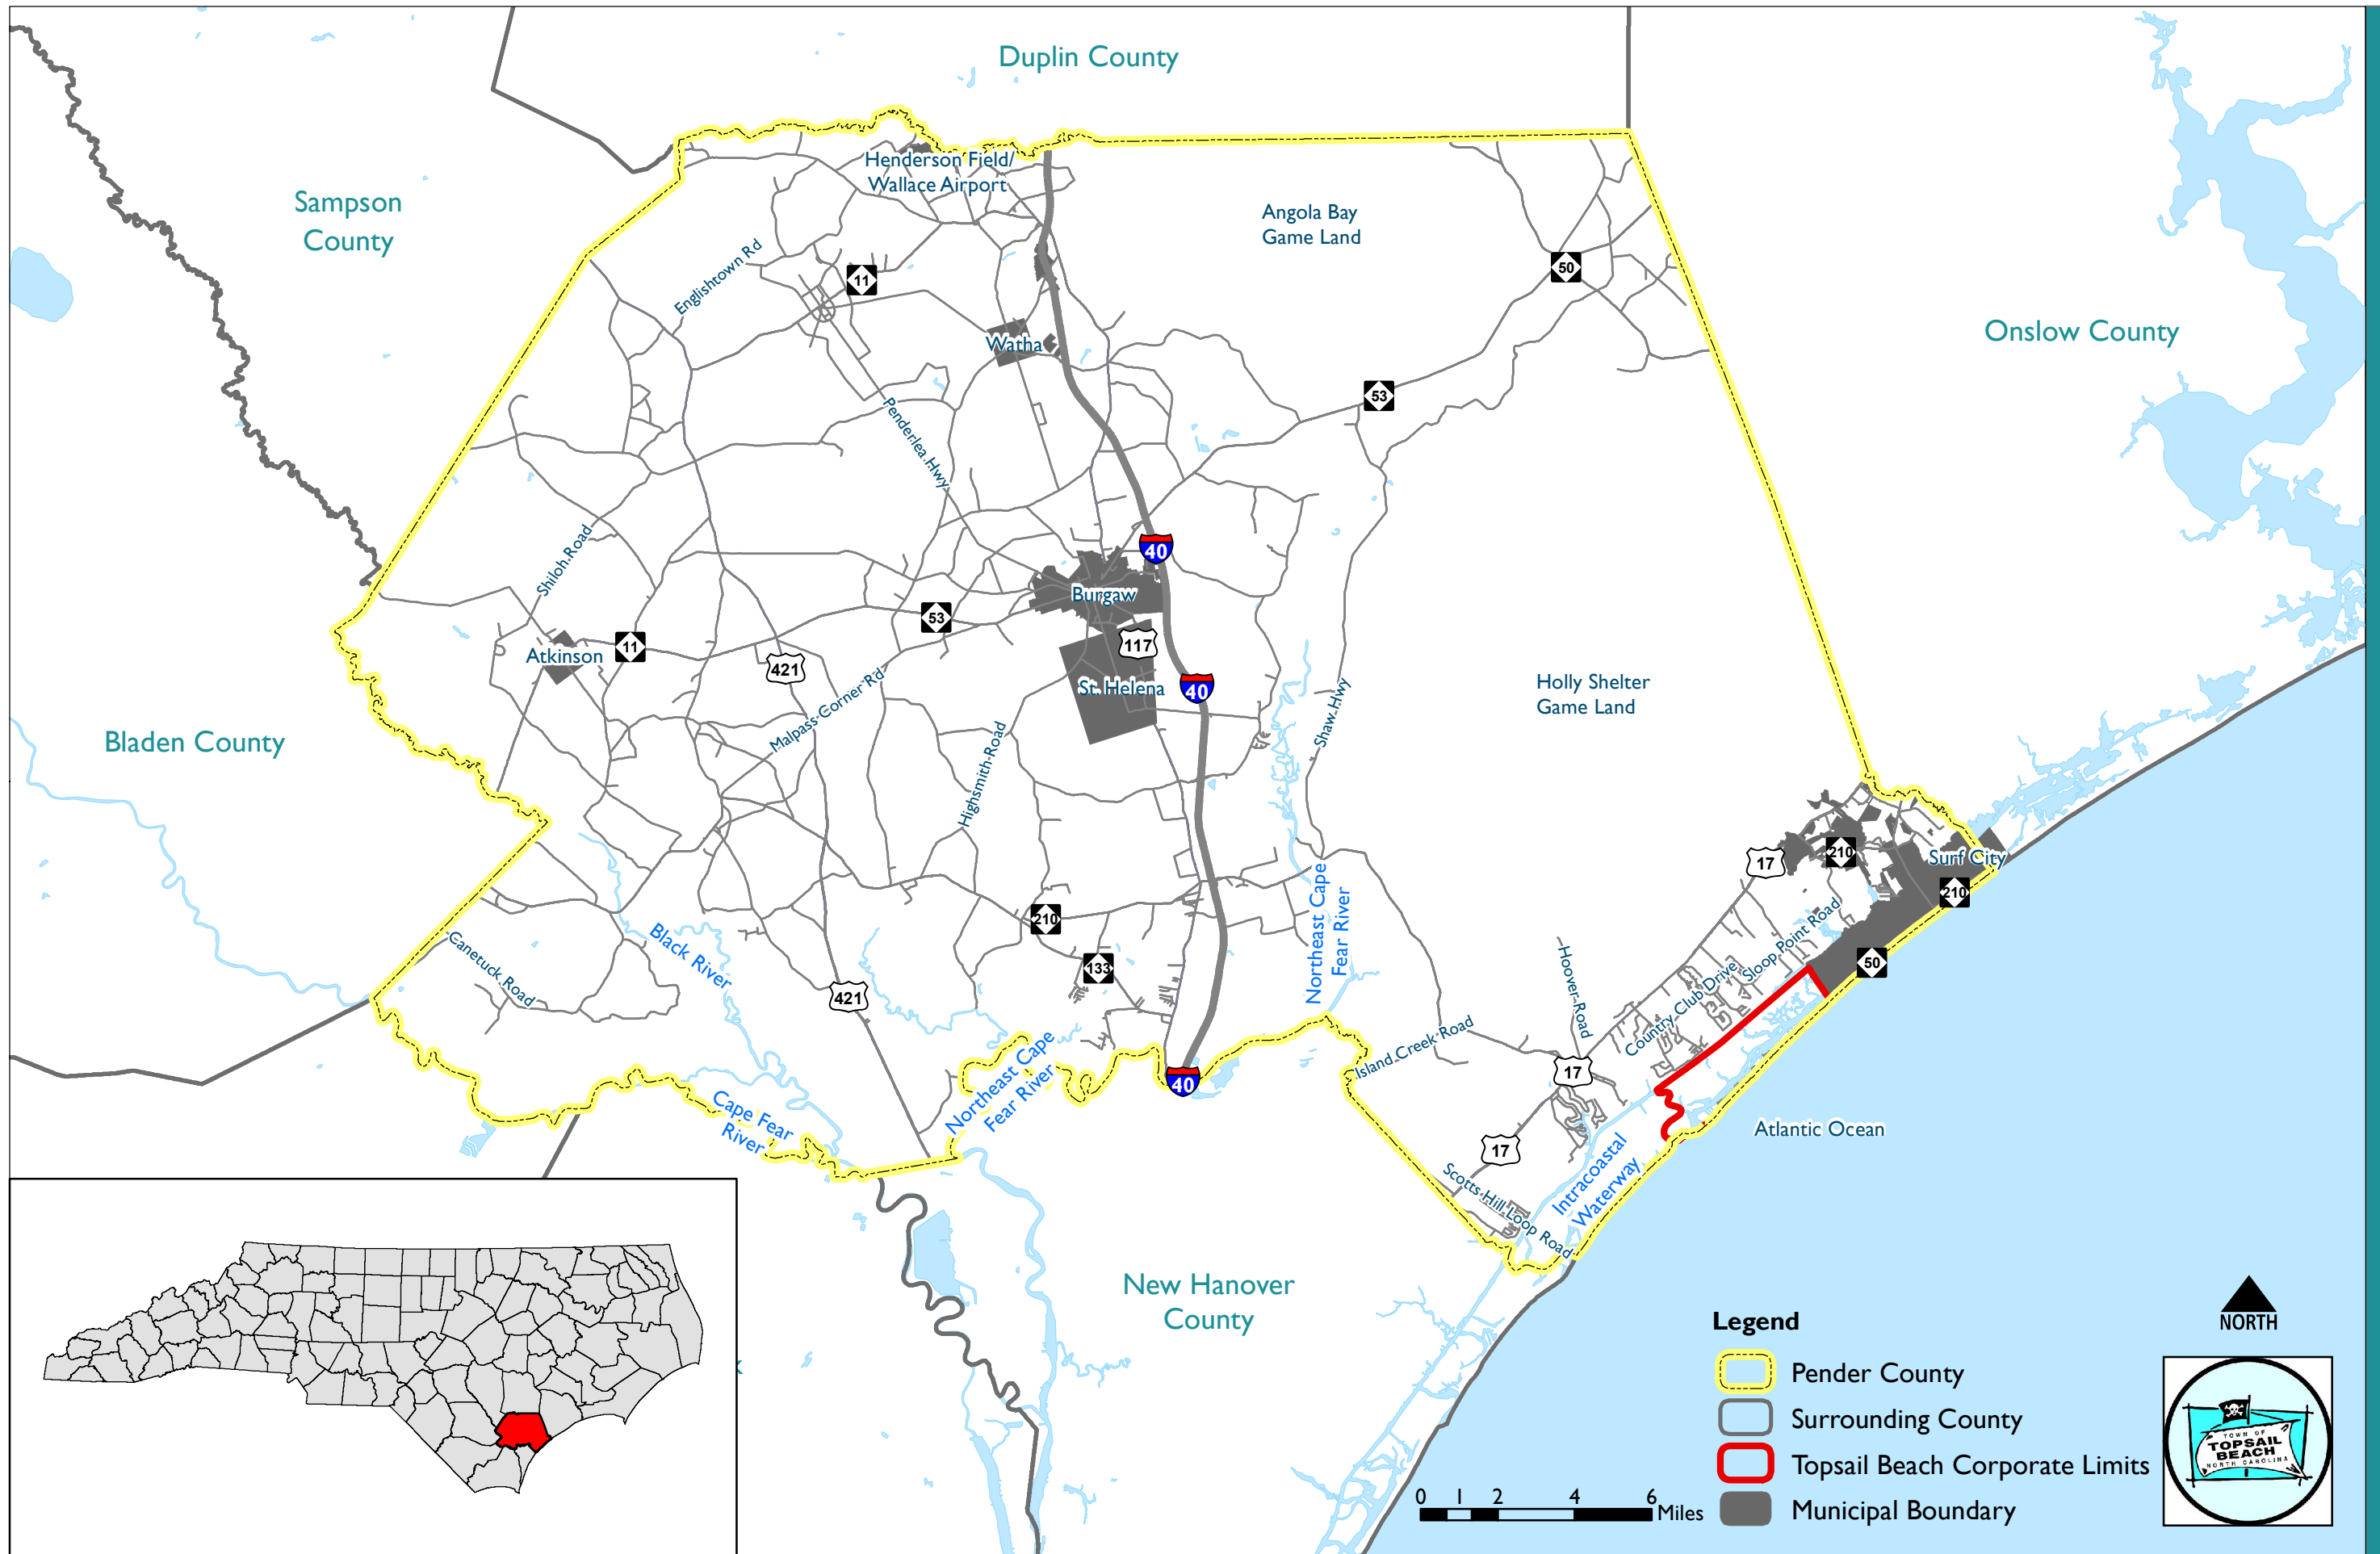 Duplin County
Henderson Field/
Wallace Airport
Sampson
County
Angola Bay
Game Land
Englishtown Rd
11
50
Onslow County
Watha
53
Penderlea Hwy
Shiloh Road
40
Burgaw
53
117
11
Atkinson
421
St. Helena
40
Malpass Corner Rd
Shaw Hwy
Holly Shelter
Game Land
Bladen County
Highsmith Road
17
210
Surf City
210
Northeast Cape
Fear River
210
Sloop Point Road
Black River
Canetuck Road
133
50
Hoover Road
Country Club Drive
421
Island Creek Road
Northeast Cape
Fear River
17
40
Cape Fear
River
Atlantic Ocean
17
Intracoastal
Waterway
Scotts Hill Loop Road
New Hanover
County
NORTH
Legend
Pender County
Surrounding County
Topsail Beach Corporate Limits
Municipal Boundary
0 1 2 4 6
Miles
TOWN OF
TOPSAIL
BEACH
NORTH CAROLINA